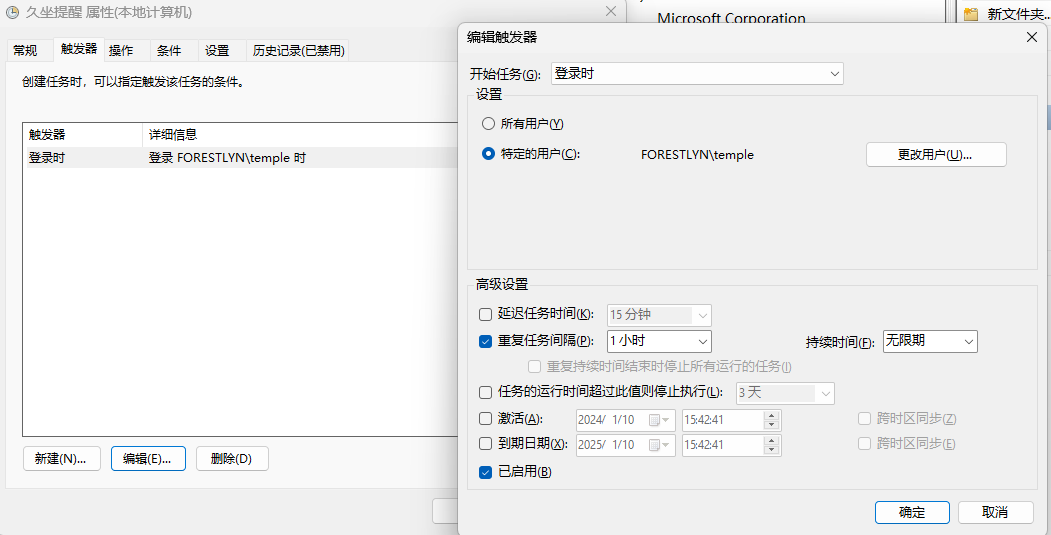 久坐提醒 属性(本地计算机)
常规 触发器 操作 条件 设置 历史记录(已禁用)
创建任务时，可以指定触发该任务的条件。
触发器 详细信息
登录时 登录 FORESTLYN\temple 时
新建(N)... 编辑(E)... 删除(D)
Microsoft Corporation
新文件夹...
编辑触发器
开始任务(G): 登录时
设置
所有用户(Y)
特定的用户(C): FORESTLYN\temple 更改用户(U)...
高级设置
延迟任务时间(K): 15 分钟
重复任务间隔(P): 1 小时 持续时间(F): 无限期
重复持续时间结束时停止所有运行的任务(I)
任务的运行时间超过此值则停止执行(L): 3 天
激活(A): 2024/ 1/10 15:42:41 跨时区同步(Z)
到期日期(X): 2025/ 1/10 15:42:41 跨时区同步(E)
已启用(B)
确定 取消